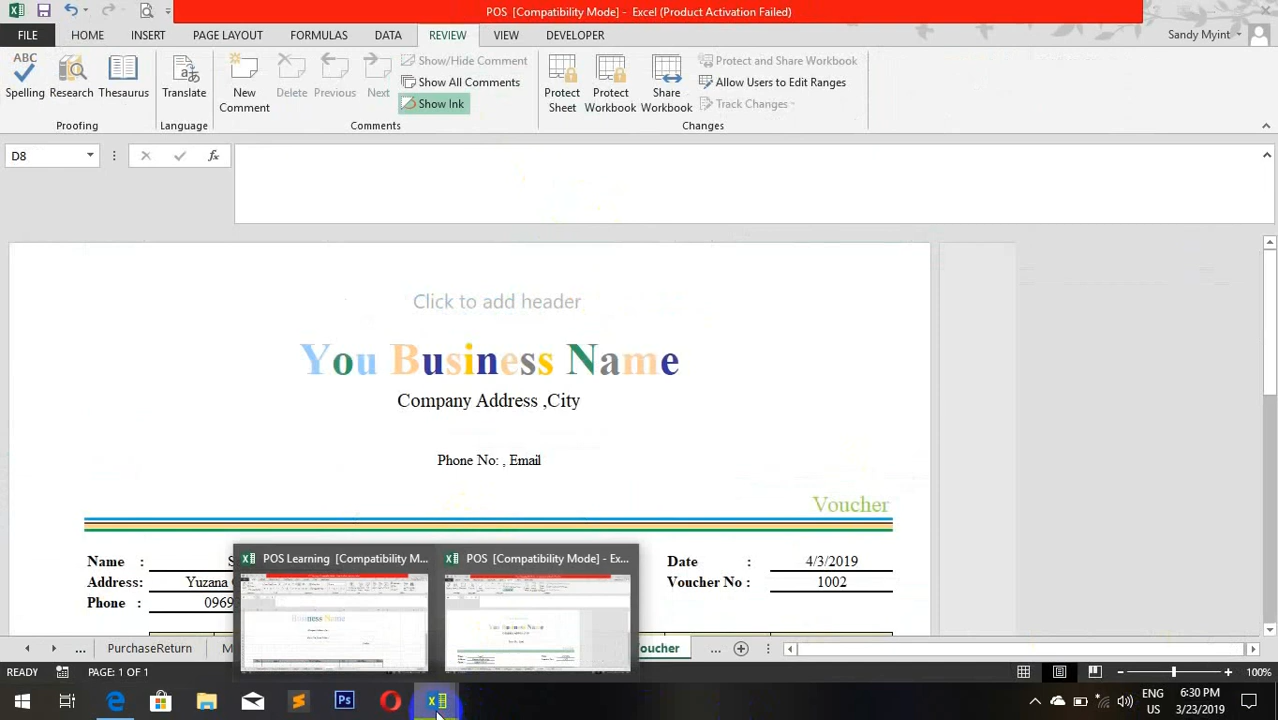 POS [Compatibility Mode] - Excel (Product Activation Failed)
FILE HOME INSERT PAGE LAYOUT FORMULAS DATA REVIEW VIEW DEVELOPER
Sandy Myint
ABC
Spelling Research Thesaurus
Proofing
Translate
Language
New Comment
Delete
Previous
Next
Show/Hide Comment
Show All Comments
Show Ink
Comments
Protect Sheet
Protect Workbook
Share Workbook
Protect and Share Workbook
Allow Users to Edit Ranges
Track Changes
Changes
D8
fx
Click to add header
You Business Name
Company Address ,City
Phone No: , Email
Voucher
Name :
Date : 4/3/2019
Address: Yuzana
Voucher No : 1002
Phone : 0969
POS Learning [Compatibility M...
POS [Compatibility Mode] - Ex...
... PurchaseReturn
...
READY PAGE: 1 OF 1
100%
Ps
ENG
US
6:30 PM
3/23/2019